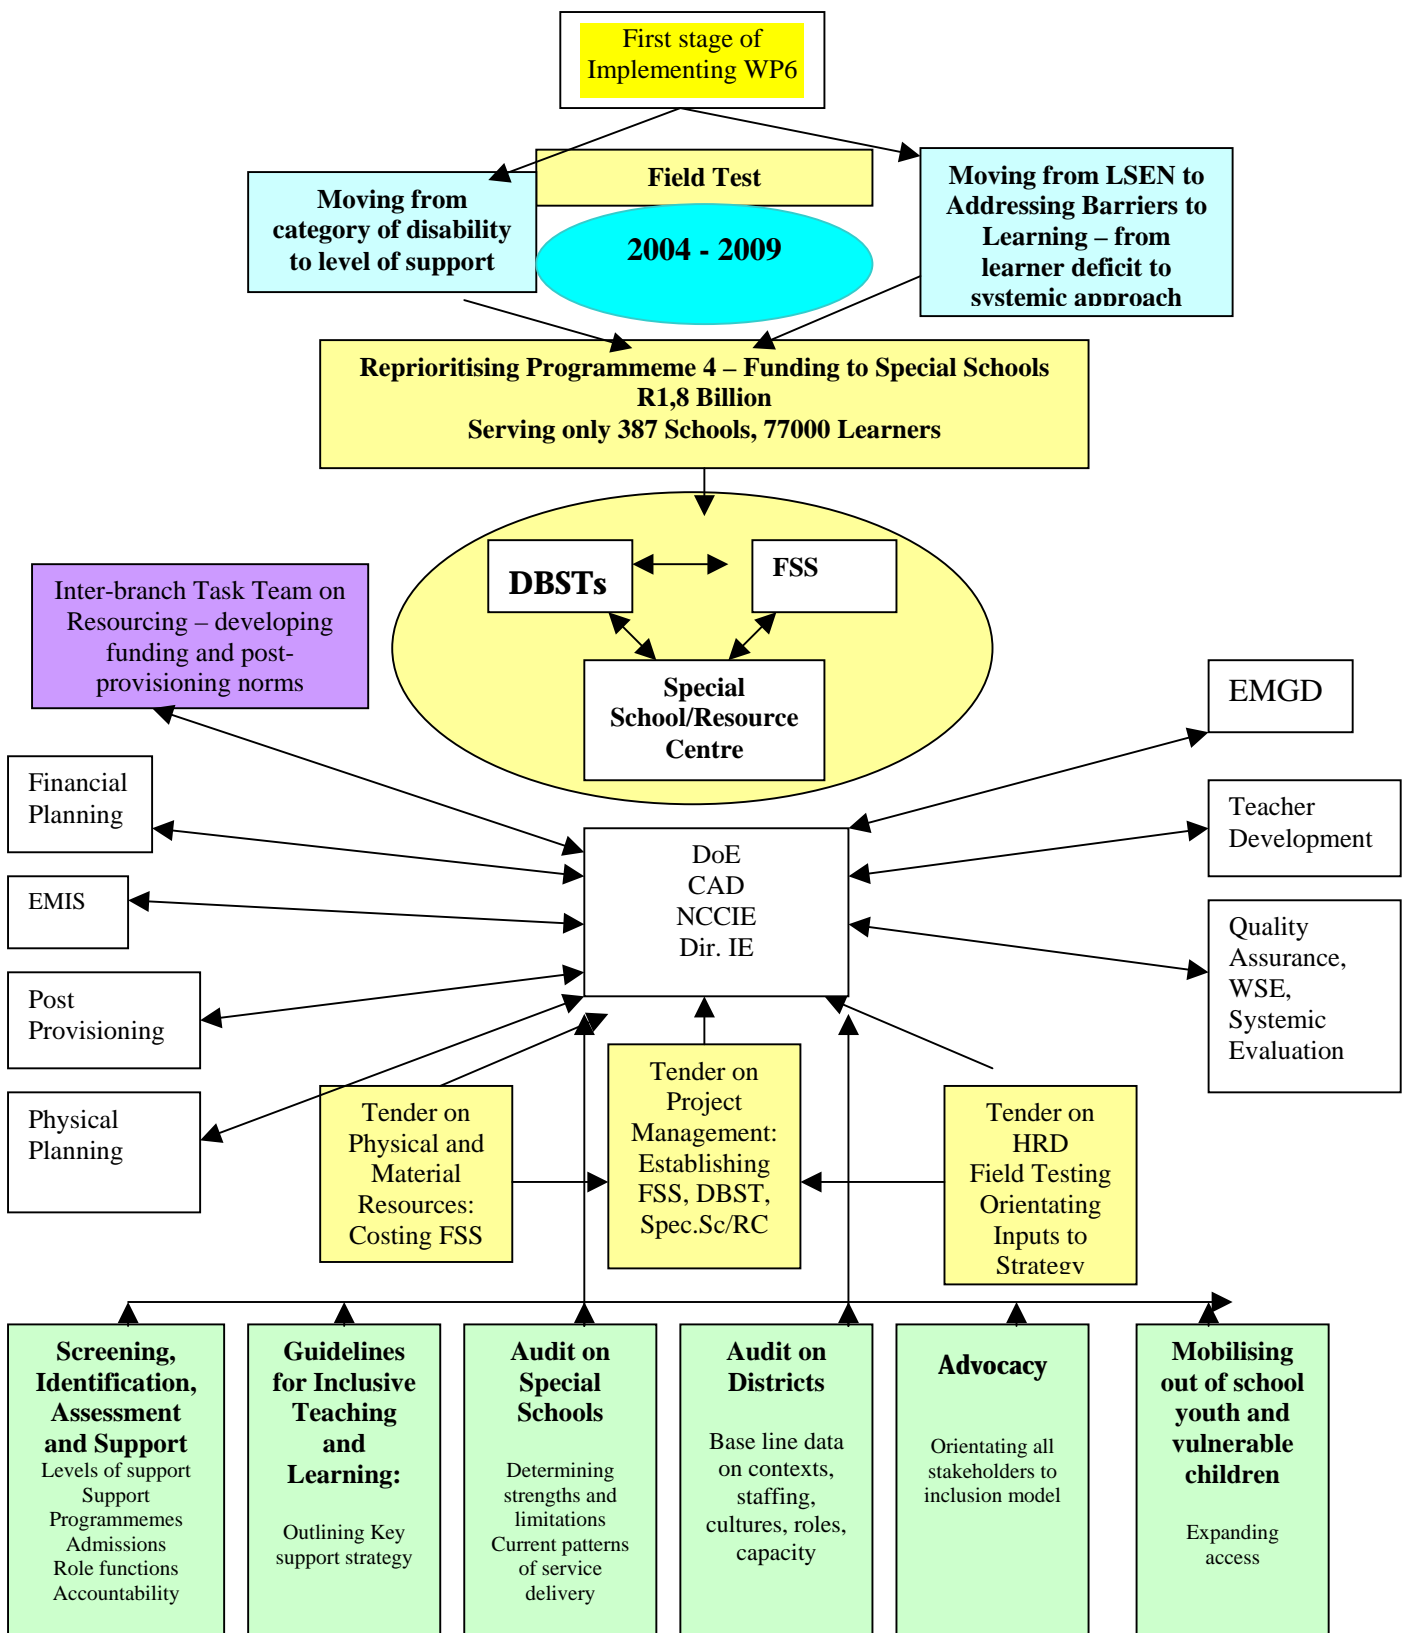 First stage of
Implementing WP6
Field Test
Moving from
category of disability
to level of support
2004 - 2009
Moving from LSEN to
Addressing Barriers to
Learning – from
learner deficit to
systemic approach
Reprioritising Programmeme 4 – Funding to Special Schools
R1,8 Billion
Serving only 387 Schools, 77000 Learners
DBSTs
FSS
Special
School/Resource
Centre
Inter-branch Task Team on
Resourcing – developing
funding and post-
provisioning norms
EMGD
Financial
Planning
Teacher
Development
EMIS
DoE
CAD
NCCIE
Dir. IE
Quality
Assurance,
WSE,
Systemic
Evaluation
Post
Provisioning
Physical
Planning
Tender on
Physical and
Material
Resources:
Costing FSS
Tender on
Project
Management:
Establishing
FSS, DBST,
Spec.Sc/RC
Tender on
HRD
Field Testing
Orientating
Inputs to
Strategy
Screening,
Identification,
Assessment
and Support
Levels of support
Support
Programmemes
Admissions
Role functions
Accountability
Guidelines
for Inclusive
Teaching
and
Learning:
Outlining Key
support strategy
Audit on
Special
Schools
Determining
strengths and
limitations
Current patterns
of service
delivery
Audit on
Districts
Base line data
on contexts,
staffing,
cultures, roles,
capacity
Advocacy
Orientating all
stakeholders to
inclusion model
Mobilising
out of school
youth and
vulnerable
children
Expanding
access